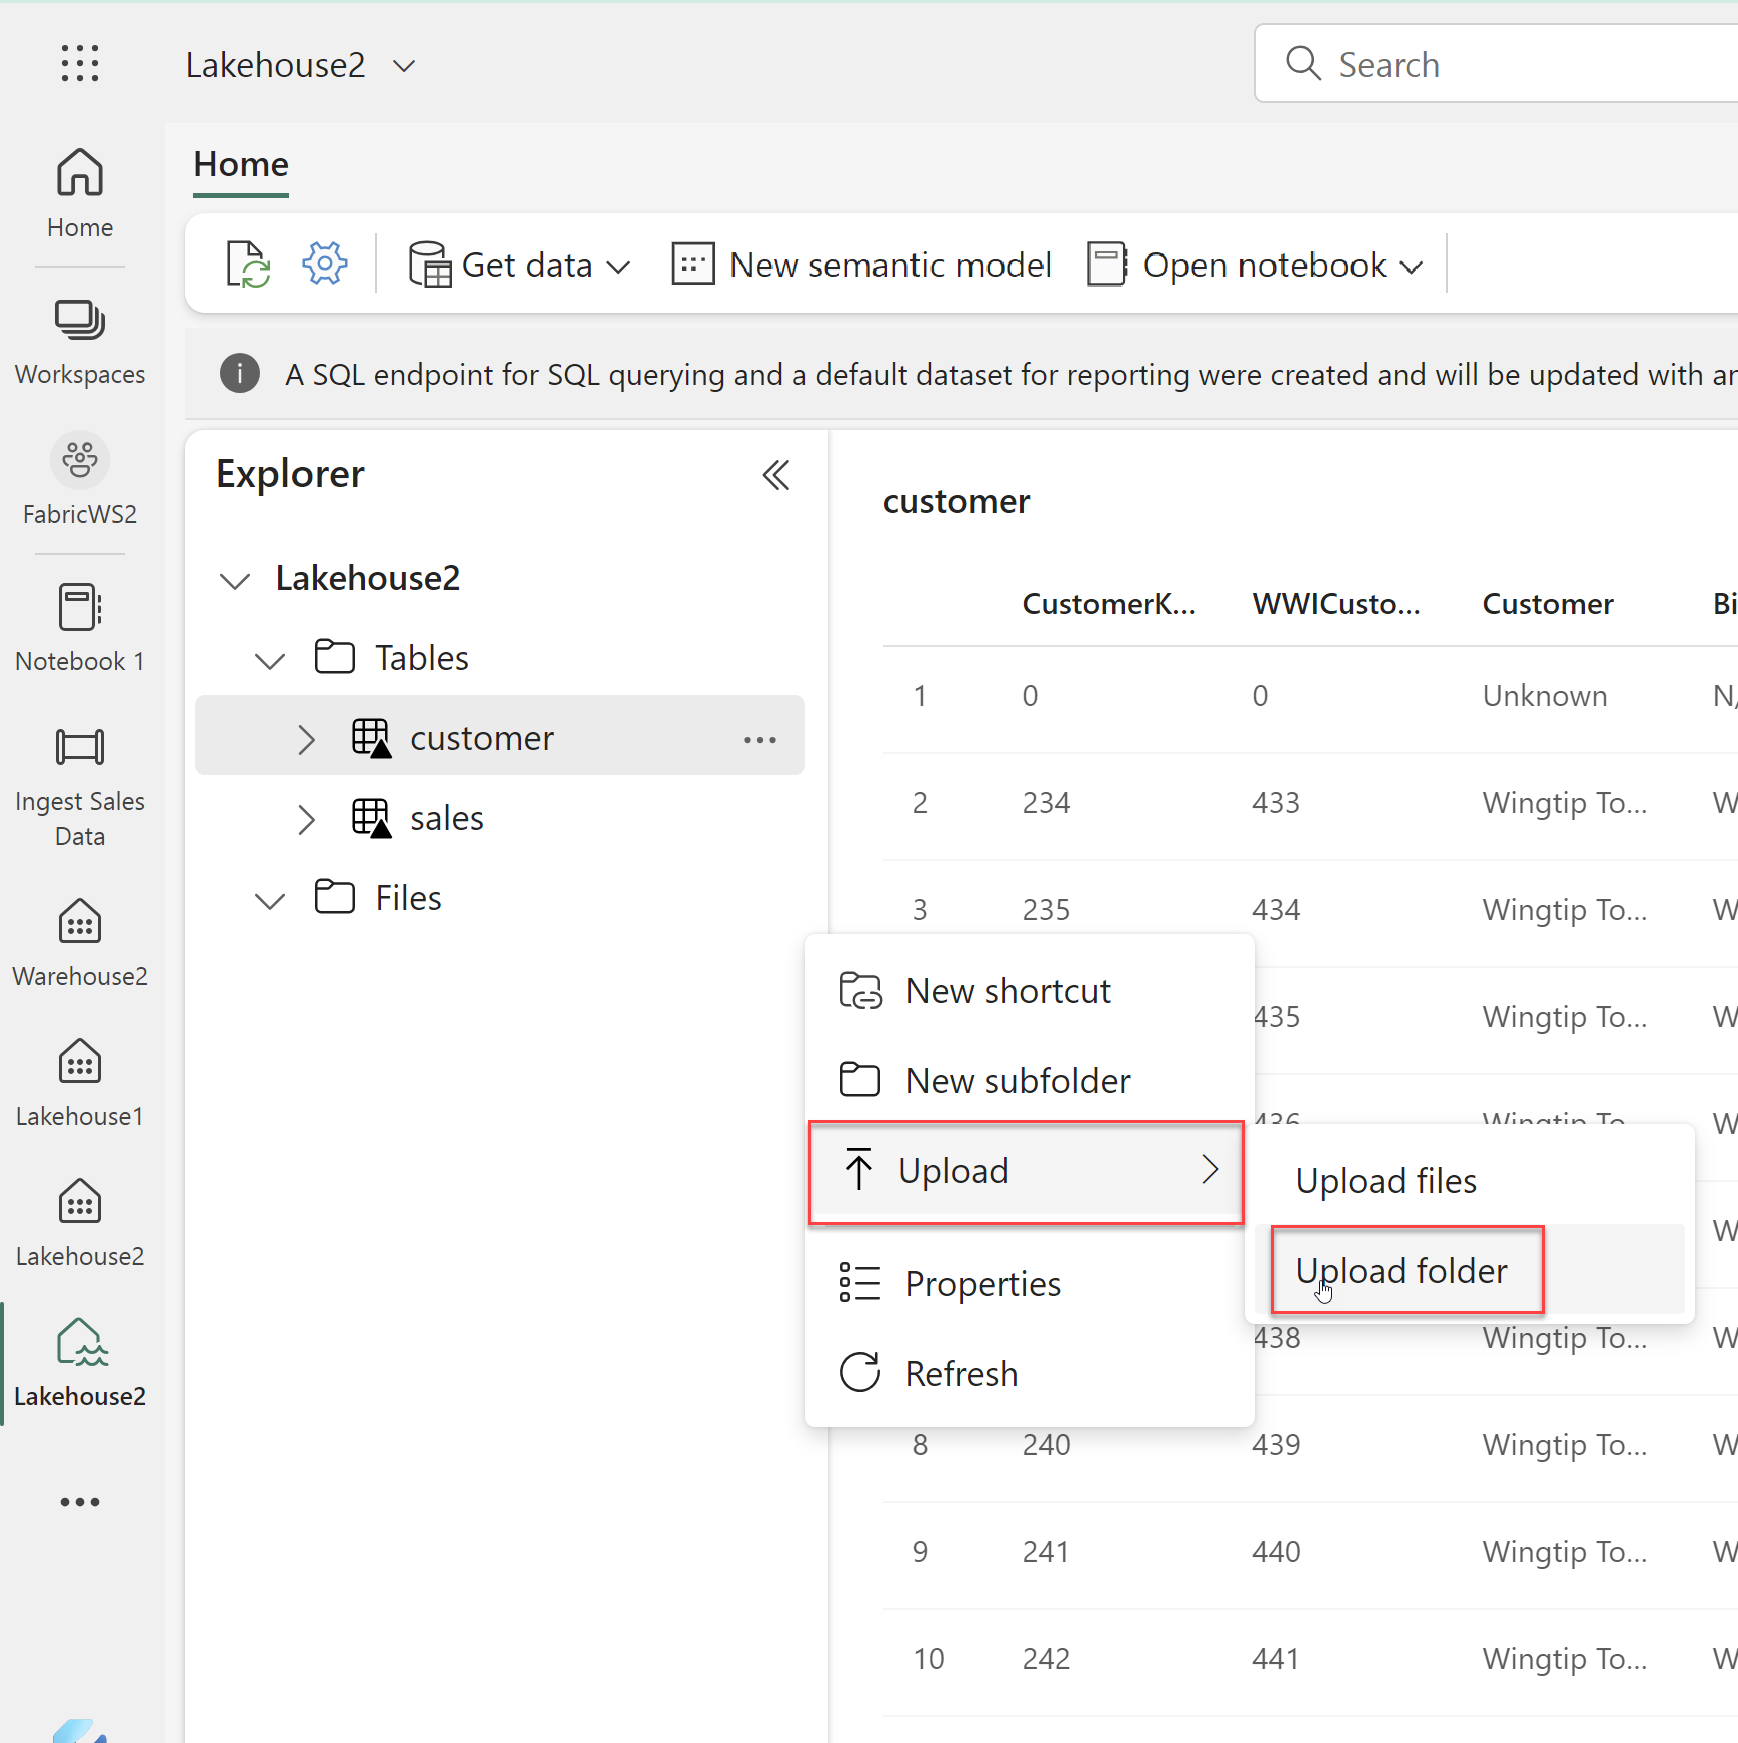 Lakehouse2
Search
Home
Home
Get data
New semantic model
Open notebook
Workspaces
A SQL endpoint for SQL querying and a default dataset for reporting were created and will be updated with
FabricWS2
Explorer
customer
Lakehouse2
CustomerK... WWICusto... Customer
Notebook 1
Tables
1 0 0 Unknown
customer
Ingest Sales
Data
2 234 433 Wingtip To...
sales
Files
3 235 434 Wingtip To...
Warehouse2
New shortcut
435 Wingtip To...
New subfolder
Lakehouse1
436 Wingtip To...
Upload
Upload files
Lakehouse2
Upload folder
Properties
438 Wingtip To...
Refresh
Lakehouse2
8 240 439 Wingtip To...
9 241 440 Wingtip To...
10 242 441 Wingtip To...